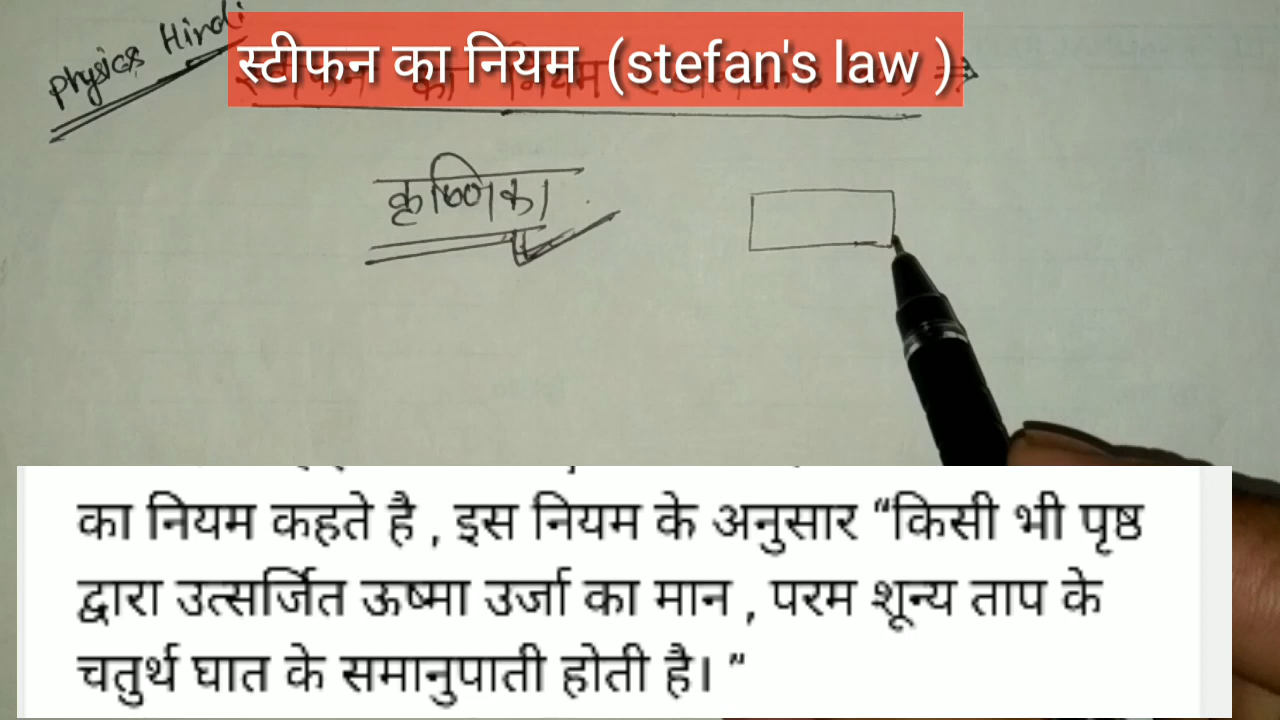 Physics Hindi
स्टीफन का नियम (stefan's law )
कृष्णिका
का नियम कहते है , इस नियम के अनुसार “किसी भी पृष्ठ
द्वारा उत्सर्जित ऊष्मा उर्जा का मान , परम शून्य ताप के
चतुर्थ घात के समानुपाती होती है। ”